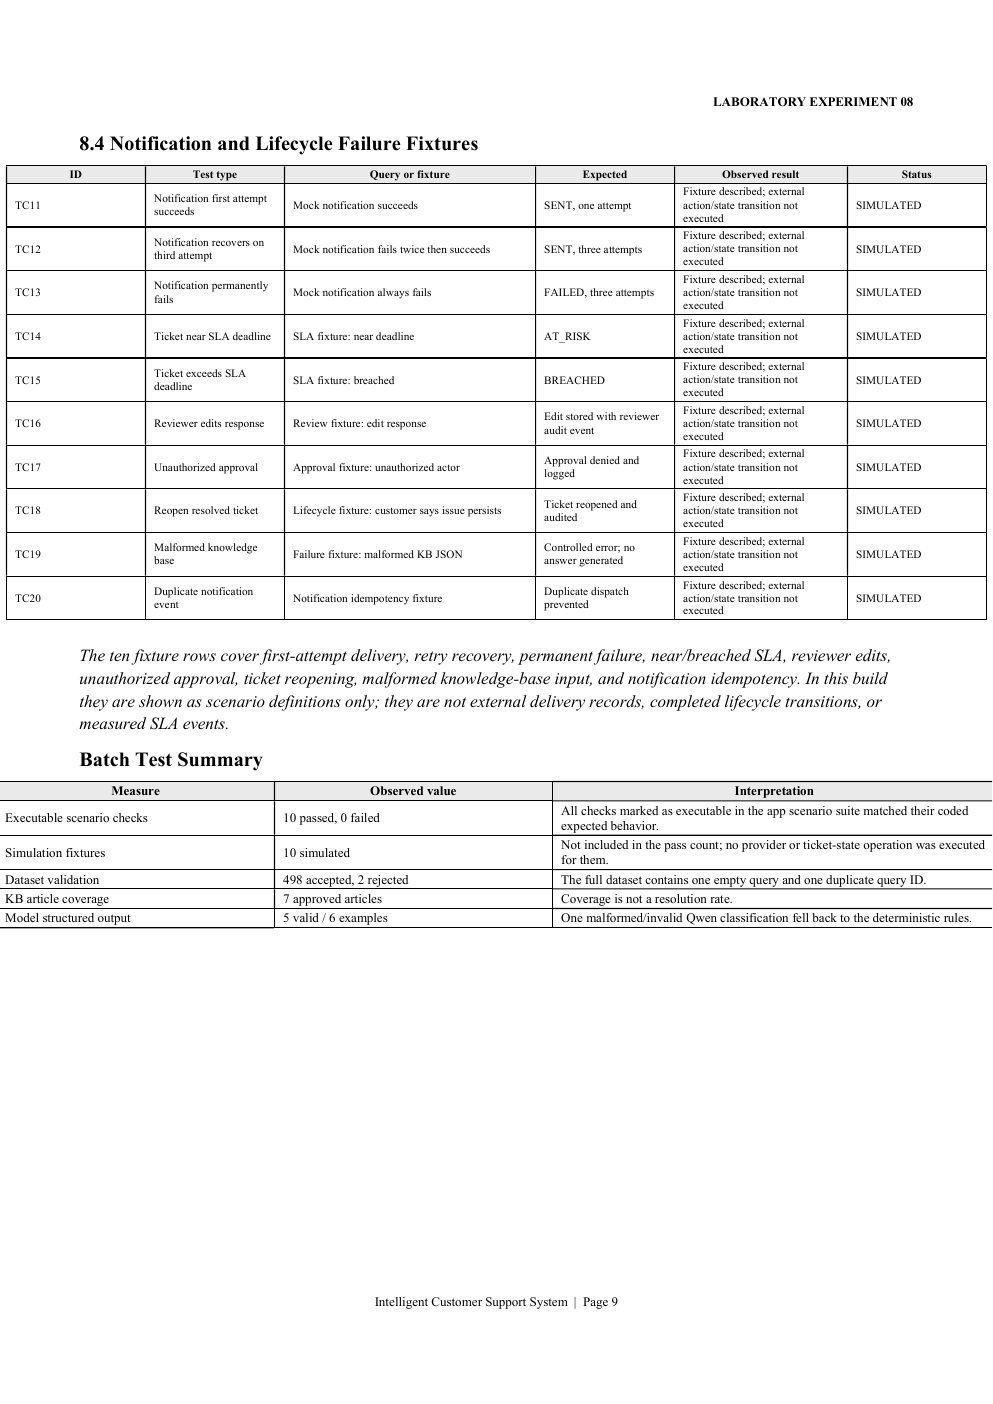 LABORATORY EXPERIMENT 08
8.4 Notification and Lifecycle Failure Fixtures
ID Test type Query or fixture Expected Observed result Status
TC11 Notification first attempt succeeds Mock notification succeeds SENT, one attempt Fixture described; external action/state transition not executed SIMULATED
TC12 Notification recovers on third attempt Mock notification fails twice then succeeds SENT, three attempts Fixture described; external action/state transition not executed SIMULATED
TC13 Notification permanently fails Mock notification always fails FAILED, three attempts Fixture described; external action/state transition not executed SIMULATED
TC14 Ticket near SLA deadline SLA fixture: near deadline AT_RISK Fixture described; external action/state transition not executed SIMULATED
TC15 Ticket exceeds SLA deadline SLA fixture: breached BREACHED Fixture described; external action/state transition not executed SIMULATED
TC16 Reviewer edits response Review fixture: edit response Edit stored with reviewer audit event Fixture described; external action/state transition not executed SIMULATED
TC17 Unauthorized approval Approval fixture: unauthorized actor Approval denied and logged Fixture described; external action/state transition not executed SIMULATED
TC18 Reopen resolved ticket Lifecycle fixture: customer says issue persists Ticket reopened and audited Fixture described; external action/state transition not executed SIMULATED
TC19 Malformed knowledge base Failure fixture: malformed KB JSON Controlled error; no answer generated Fixture described; external action/state transition not executed SIMULATED
TC20 Duplicate notification event Notification idempotency fixture Duplicate dispatch prevented Fixture described; external action/state transition not executed SIMULATED
The ten fixture rows cover first-attempt delivery, retry recovery, permanent failure, near/breached SLA, reviewer edits,
unauthorized approval, ticket reopening, malformed knowledge-base input, and notification idempotency. In this build
they are shown as scenario definitions only; they are not external delivery records, completed lifecycle transitions, or
measured SLA events.
Batch Test Summary
Measure Observed value Interpretation
Executable scenario checks 10 passed, 0 failed All checks marked as executable in the app scenario suite matched their coded expected behavior.
Simulation fixtures 10 simulated Not included in the pass count; no provider or ticket-state operation was executed for them.
Dataset validation 498 accepted, 2 rejected The full dataset contains one empty query and one duplicate query ID.
KB article coverage 7 approved articles Coverage is not a resolution rate.
Model structured output 5 valid / 6 examples One malformed/invalid Qwen classification fell back to the deterministic rules.
Intelligent Customer Support System | Page 9